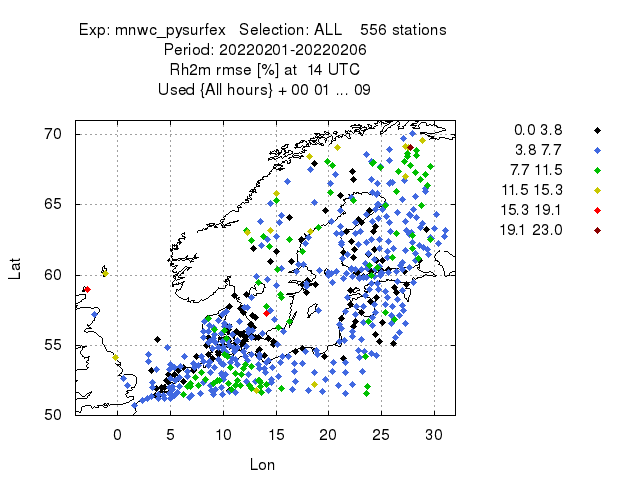 Exp: mnwc_pysurfex Selection: ALL 556 stations
Period: 20220201-20220206
Rh2m rmse [%] at 14 UTC
Used {All hours} + 00 01 ... 09
70
65
60
55
50
Lat
0 5 10 15 20 25 30
Lon
0.0 3.8
3.8 7.7
7.7 11.5
11.5 15.3
15.3 19.1
19.1 23.0